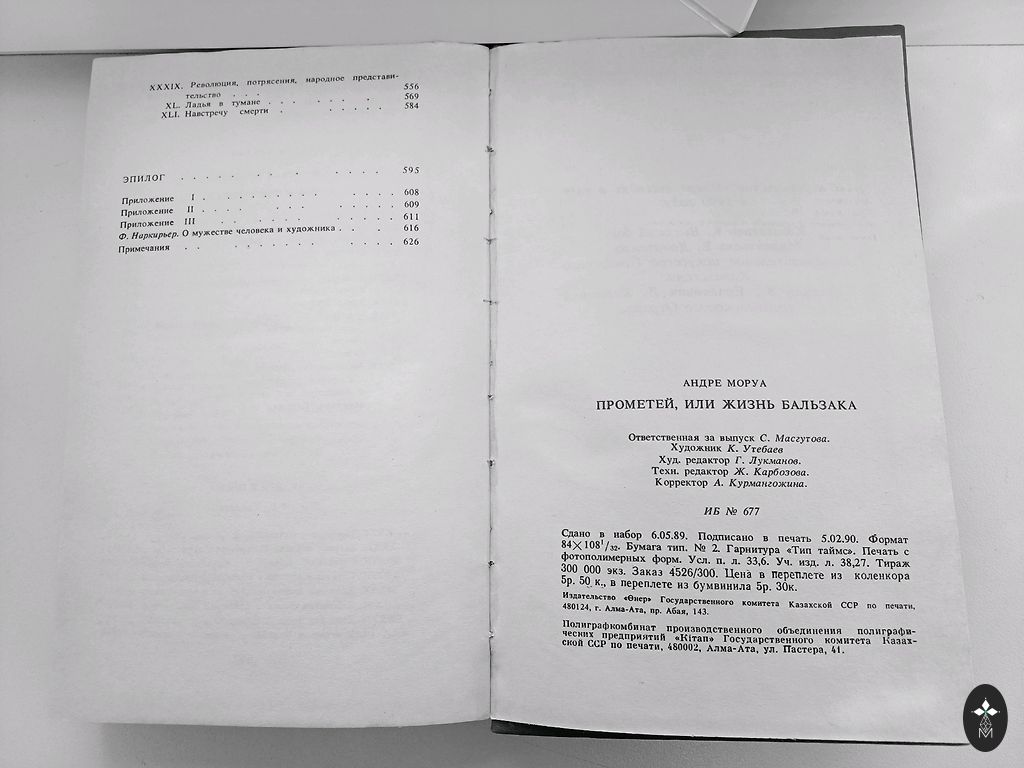 XXXIX. Революция, потрясения, народное представи-
тельство . . . 556
XL. Ладья в тумане . . . . . . . 569
XLI. Навстречу смерти . . . . . . 584
ЭПИЛОГ . . . . . . . . . . 595
Приложение I . . . . . . . . . . 608
Приложение II . . . . . . . . . . 609
Приложение III . . . . . . . . . . 611
Ф. Наркирьер. О мужестве человека и художника . . . . 616
Примечания . . . . . . . . . . 626
АНДРЕ МОРУА
ПРОМЕТЕЙ, ИЛИ ЖИЗНЬ БАЛЬЗАКА
Ответственная за выпуск С. Масгутова.
Художник К. Утебаев
Худ. редактор Г. Лукманов.
Техн. редактор Ж. Карбозова.
Корректор А. Курмангожина.
ИБ № 677
Сдано в набор 6.05.89. Подписано в печать 5.02.90. Формат
84×108¹/₃₂. Бумага тип. № 2. Гарнитура «Тип таймс». Печать с
фотополимерных форм. Усл. п. л. 33,6. Уч. изд. л. 38,27. Тираж
300 000 экз. Заказ 4526/300. Цена в переплете из коленкора
5р. 50 к., в переплете из бумвинила 5р. 30к.
Издательство «Өнер» Государственного комитета Казахской ССР по печати,
480124, г. Алма-Ата, пр. Абая, 143.
Полиграфкомбинат производственного объединения полиграфи-
ческих предприятий «Кітап» Государственного комитета Казах-
ской ССР по печати, 480002, Алма-Ата, ул. Пастера, 41.
M